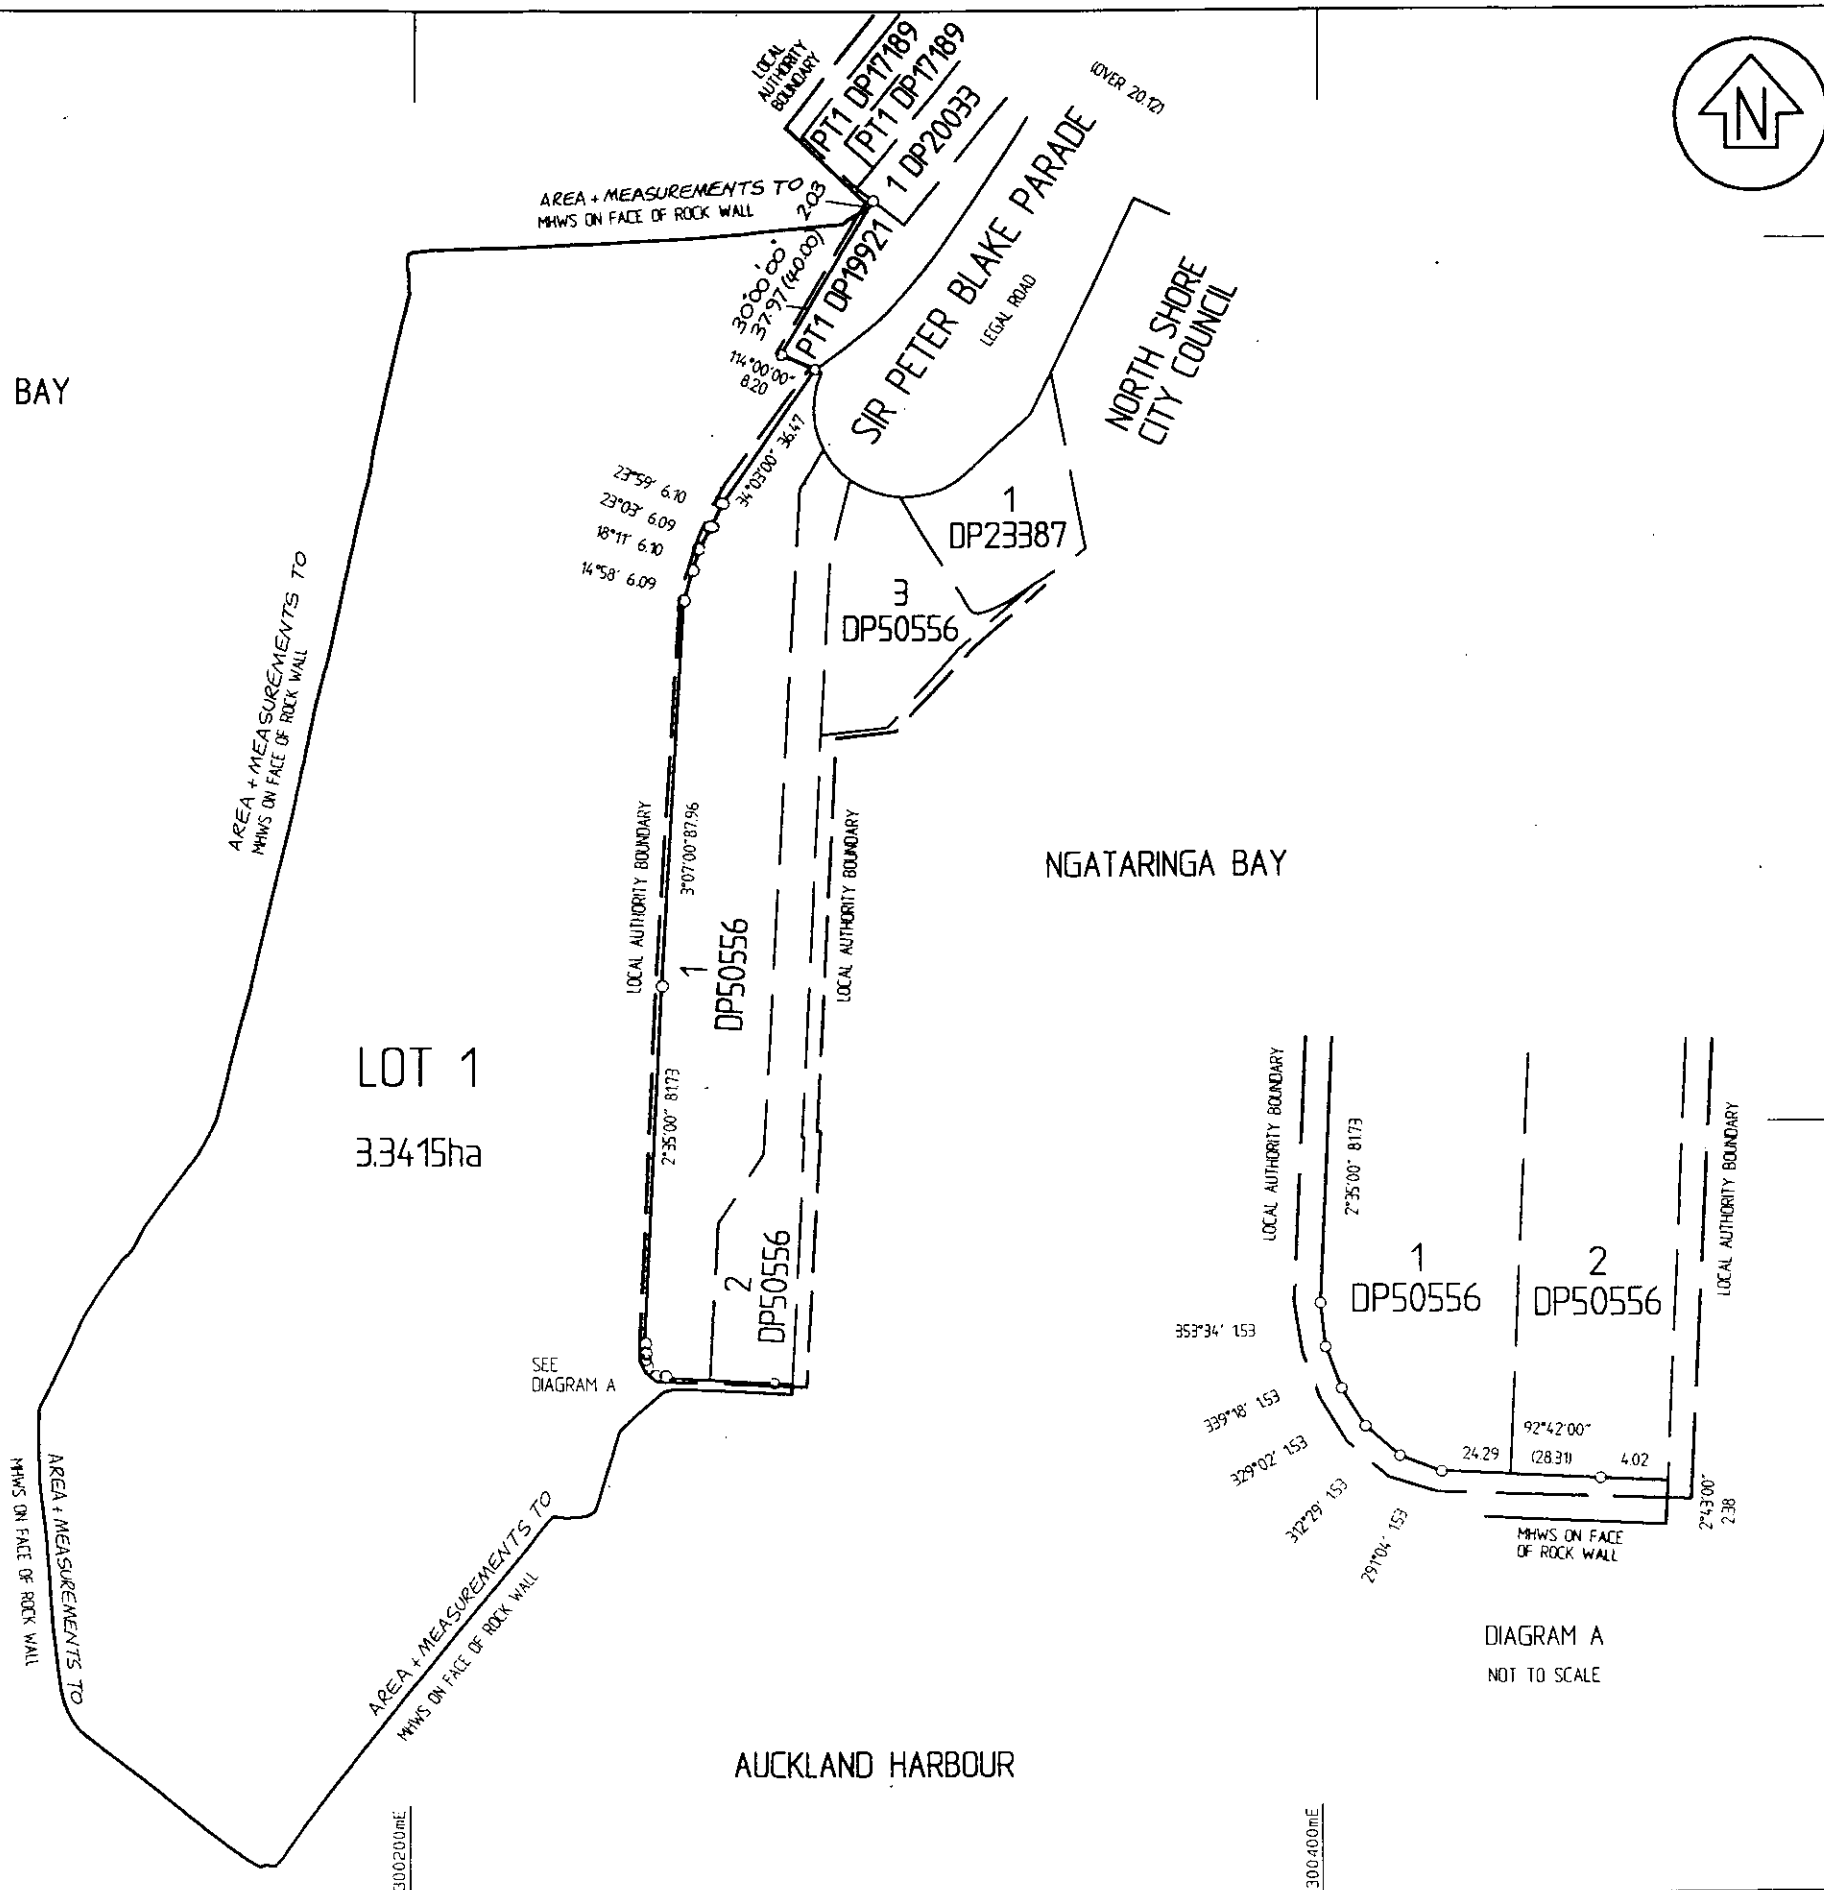 LOCAL
AUTHORITY
BOUNDARY
PT1 DP17189
PT1 DP17189
1 DP20033
(OVER 20.12)
N
AREA + MEASUREMENTS TO
MHWS ON FACE OF ROCK WALL
2.03
30°00'00"
37.97 (40.00)
PT1 DP19921
SIR PETER BLAKE PARADE
LEGAL ROAD
NORTH SHORE
CITY COUNCIL
BAY
114°00'00"
8.20
34°03'00" 36.47
23°59' 6.10
23°03' 6.09
18°11' 6.10
14°58' 6.09
1
DP23387
3
DP50556
AREA + MEASUREMENTS TO
MHWS ON FACE OF ROCK WALL
LOCAL AUTHORITY BOUNDARY
3°07'00" 87.96
LOCAL AUTHORITY BOUNDARY
NGATARINGA BAY
1
DP50556
LOT 1
3.3415ha
2°35'00" 81.73
2
DP50556
SEE
DIAGRAM A
LOCAL AUTHORITY BOUNDARY
2°35'00" 81.73
LOCAL AUTHORITY BOUNDARY
1
DP50556
2
DP50556
353°34' 1.53
339°18' 1.53
329°02' 1.53
312°29' 1.53
291°04' 1.53
92°42'00"
24.29
(28.31)
4.02
2°43'00"
2.38
MHWS ON FACE
OF ROCK WALL
DIAGRAM A
NOT TO SCALE
AREA + MEASUREMENTS TO
MHWS ON FACE OF ROCK WALL
AREA + MEASUREMENTS TO
MHWS ON FACE OF ROCK WALL
AUCKLAND HARBOUR
300200mE
300400mE